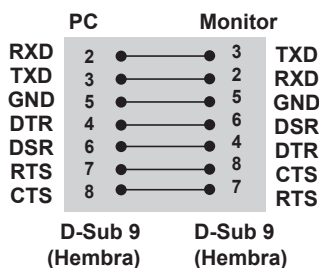 PC Monitor
RXD 2 3 TXD
TXD 3 2 RXD
GND 5 5 GND
DTR 4 6 DSR
DSR 6 4 DTR
RTS 7 8 CTS
CTS 8 7 RTS
D-Sub 9 D-Sub 9
(Hembra) (Hembra)